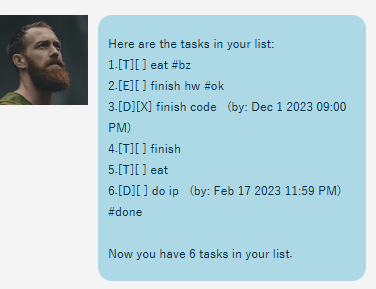 Here are the tasks in your list:
1.[T][ ] eat #bz
2.[E][ ] finish hw #ok
3.[D][X] finish code (by: Dec 1 2023 09:00
PM)
4.[T][ ] finish
5.[T][ ] eat
6.[D][ ] do ip (by: Feb 17 2023 11:59 PM)
#done
Now you have 6 tasks in your list.